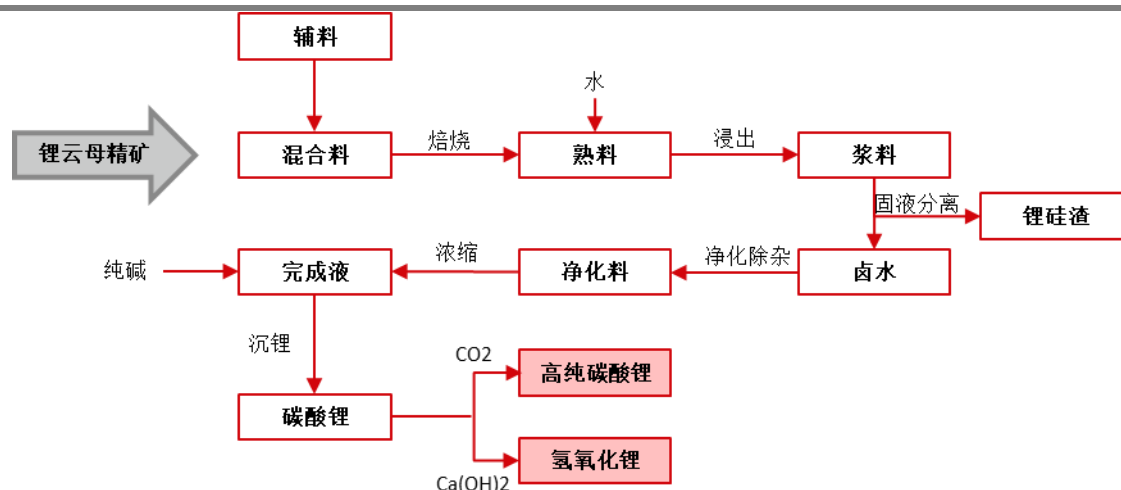 辅料
水
锂云母精矿
混合料
焙烧
熟料
浸出
浆料
固液分离
锂硅渣
纯碱
完成液
浓缩
净化料
净化除杂
卤水
沉锂
CO2
高纯碳酸锂
碳酸锂
氢氧化锂
Ca(OH)2